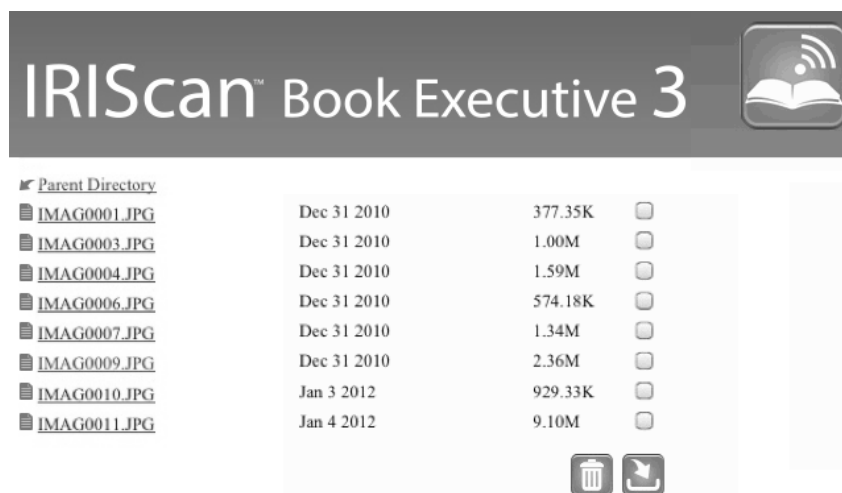 IRIScan™ Book Executive 3
Parent Directory
IMAG0001.JPG Dec 31 2010 377.35K
IMAG0003.JPG Dec 31 2010 1.00M
IMAG0004.JPG Dec 31 2010 1.59M
IMAG0006.JPG Dec 31 2010 574.18K
IMAG0007.JPG Dec 31 2010 1.34M
IMAG0009.JPG Dec 31 2010 2.36M
IMAG0010.JPG Jan 3 2012 929.33K
IMAG0011.JPG Jan 4 2012 9.10M